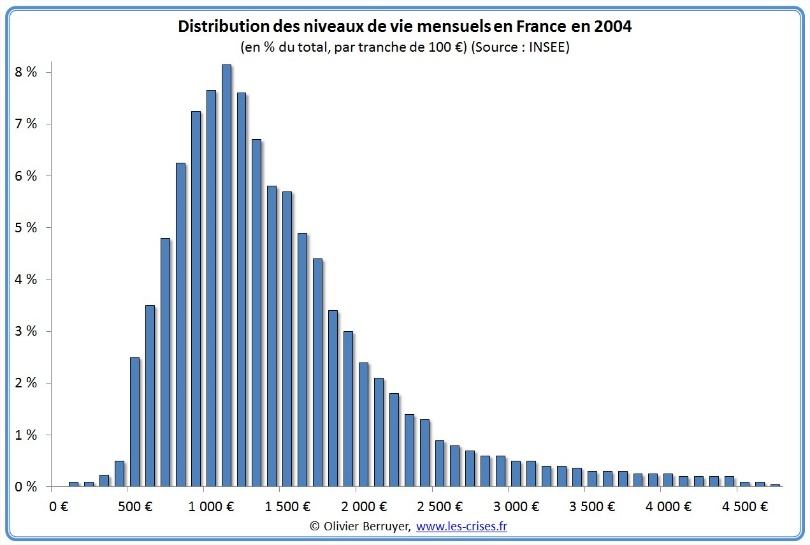 Distribution des niveaux de vie mensuels en France en 2004
(en % du total, par tranche de 100 €) (Source : INSEE)
8 %
7 %
6 %
5 %
4 %
3 %
2 %
1 %
0 %
0 € 500 € 1 000 € 1 500 € 2 000 € 2 500 € 3 000 € 3 500 € 4 000 € 4 500 €
© Olivier Berruyer, www.les-crises.fr